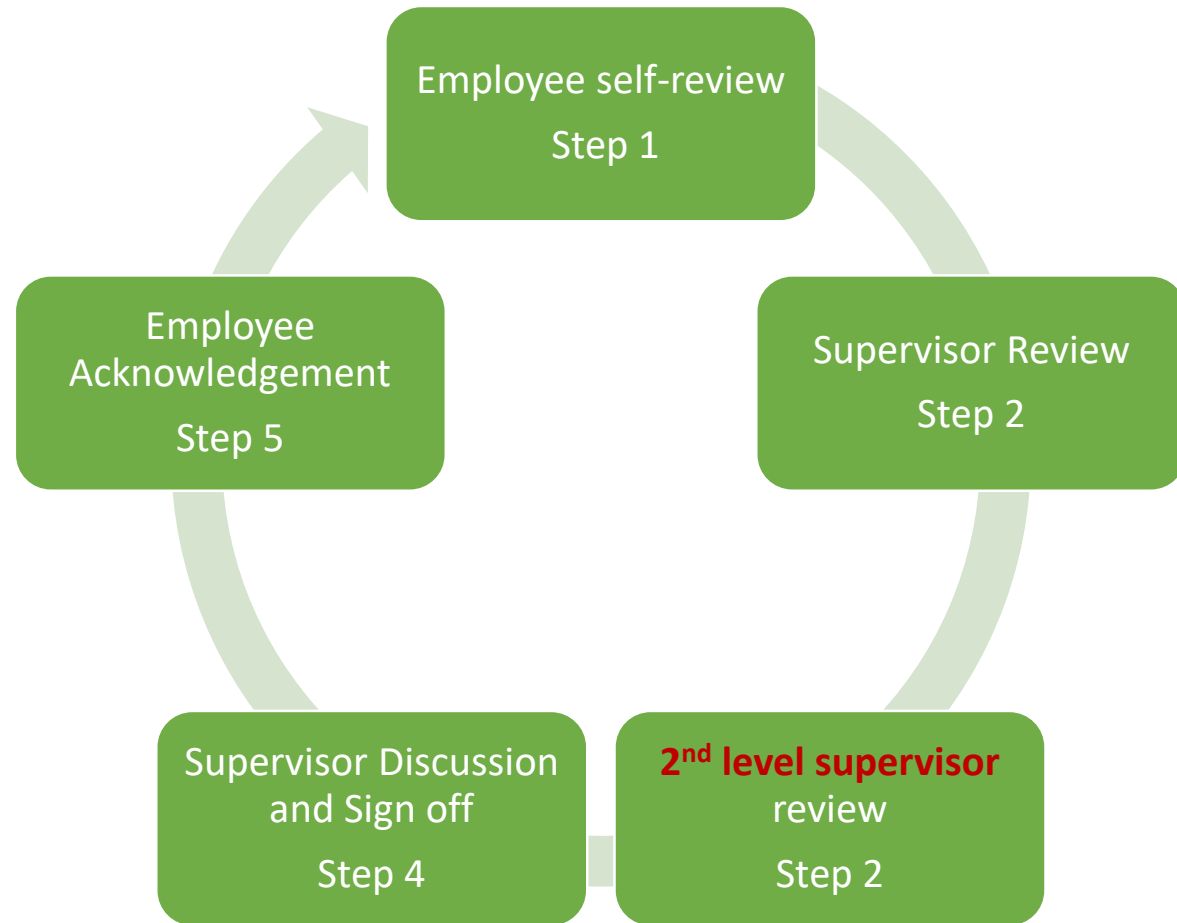 Employee self-review
Step 1
Supervisor Review
Step 2
2nd level supervisor
review
Step 2
Supervisor Discussion
and Sign off
Step 4
Employee
Acknowledgement
Step 5